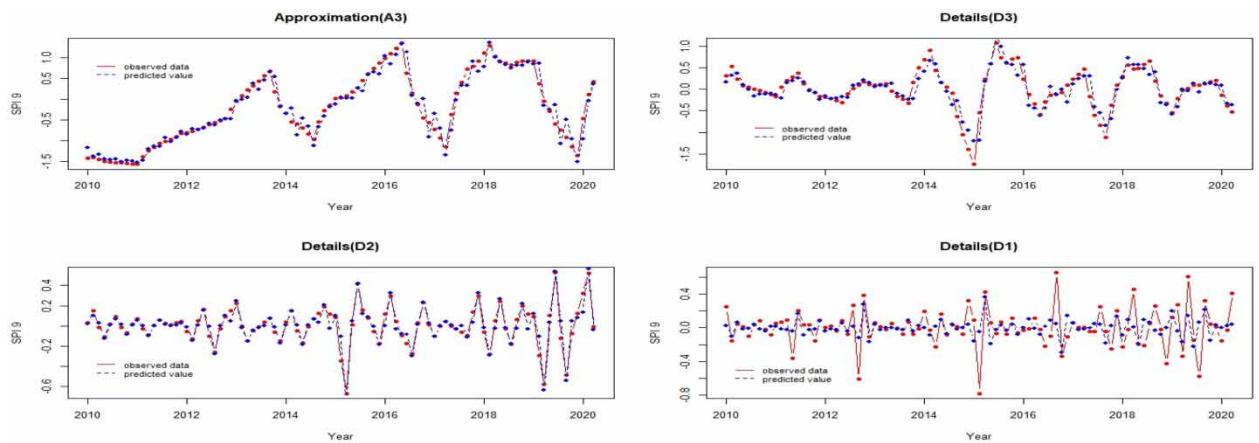 Approximation(A3)
SPI 9
1.0
0.5
-0.5
-1.5
observed data
predicted value
2010 2012 2014 2016 2018 2020
Year
Details(D3)
SPI 9
1.0
0.5
-0.5
-1.5
observed data
predicted value
2010 2012 2014 2016 2018 2020
Year
Details(D2)
SPI 9
0.4
-0.2
-0.6
observed data
predicted value
2010 2012 2014 2016 2018 2020
Year
Details(D1)
SPI 9
0.4
0.0
-0.4
-0.8
observed data
predicted value
2010 2012 2014 2016 2018 2020
Year